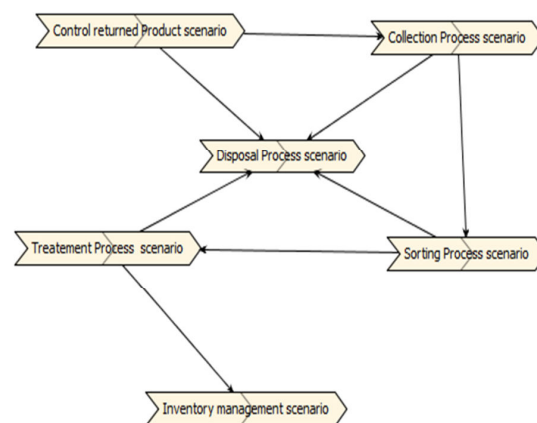 Control returned Product scenario
Collection Process scenario
Disposal Process scenario
Treatement Process scenario
Sorting Process scenario
Inventory management scenario